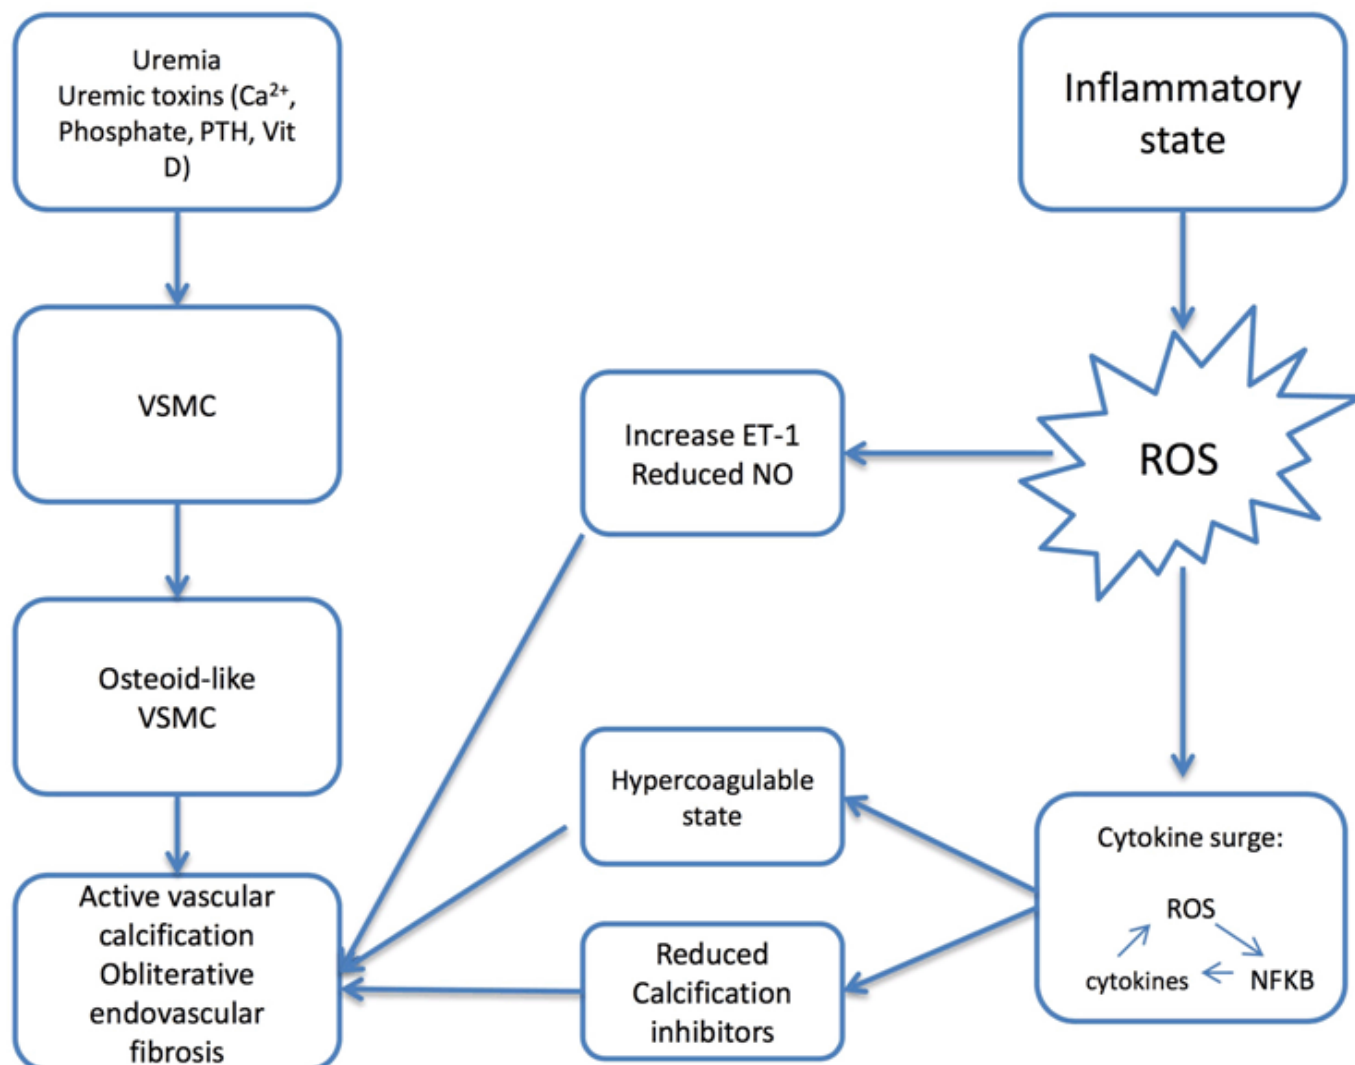 Uremia
Uremic toxins (Ca²⁺,
Phosphate, PTH, Vit
D)
Inflammatory
state
VSMC
Increase ET-1
Reduced NO
ROS
Osteoid-like
VSMC
Hypercoagulable
state
Cytokine surge:
ROS
cytokines
NFKB
Active vascular
calcification
Obliterative
endovascular
fibrosis
Reduced
Calcification
inhibitors